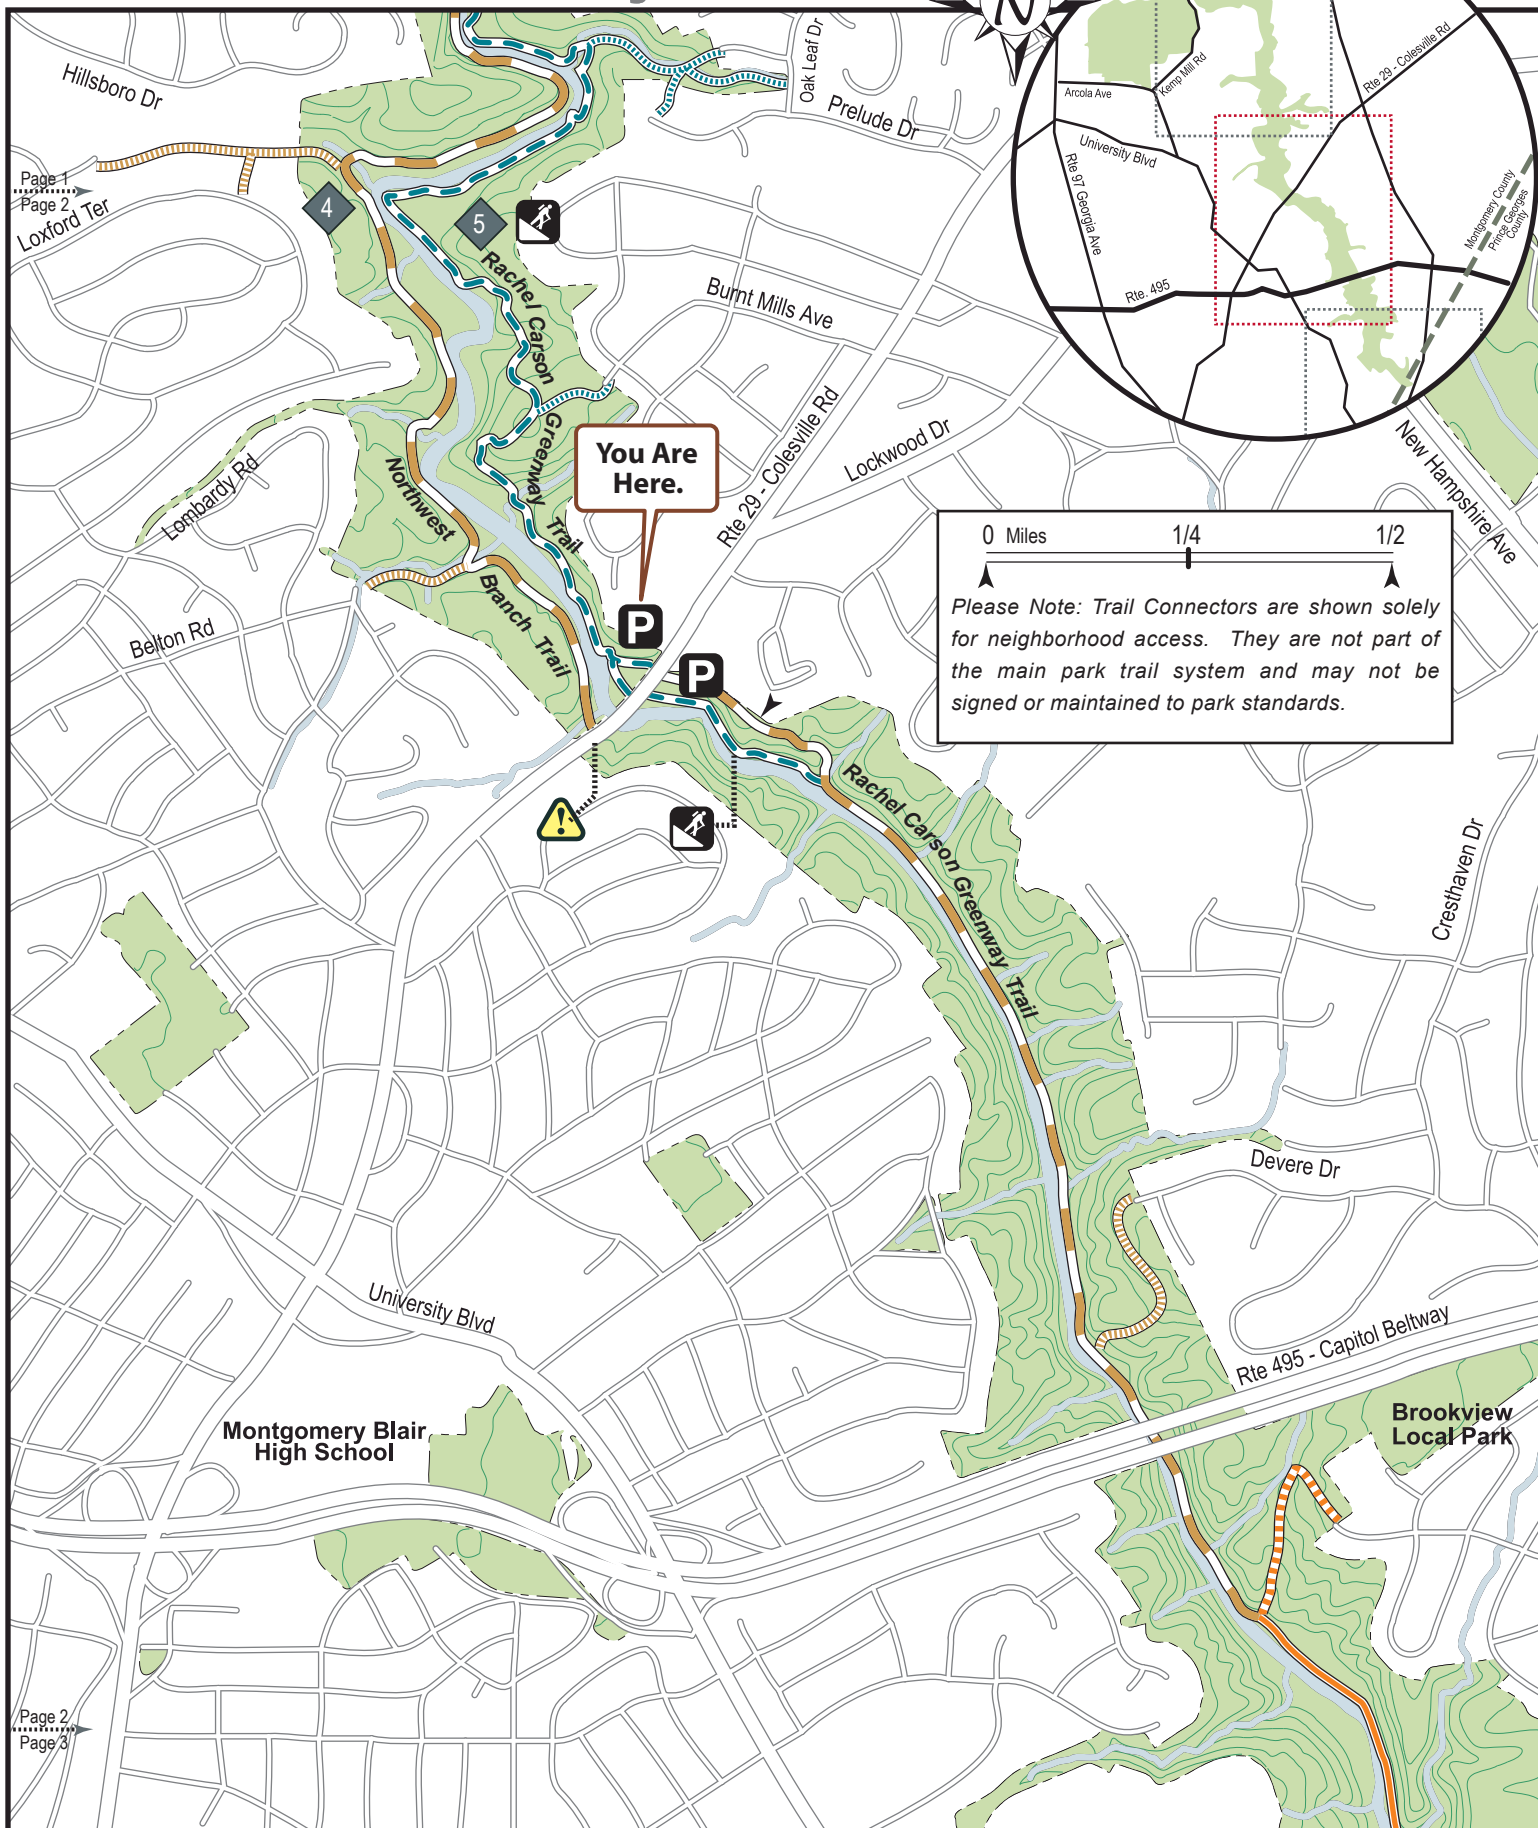 N
Hillsboro Dr
Oak Leaf Dr
Prelude Dr
Arcola Ave
Kemp Mill Rd
Rte 29 - Colesville Rd
University Blvd
Rte 97 Georgia Ave
Rte. 495
Montgomery County
Prince Georges
County
Page 1
Page 2
Loxford Ter
4
5
Rachel Carson Greenway Trail
Burnt Mills Ave
Rte 29 - Colesville Rd
Lockwood Dr
New Hampshire Ave
You Are
Here.
Lombardy Rd
Northwest Branch Trail
Belton Rd
P
P
0 Miles 1/4 1/2
Please Note: Trail Connectors are shown solely
for neighborhood access. They are not part of
the main park trail system and may not be
signed or maintained to park standards.
!
Rachel Carson Greenway Trail
Cresthaven Dr
Devere Dr
University Blvd
Rte 495 - Capitol Beltway
Montgomery Blair
High School
Brookview
Local Park
Page 2
Page 3